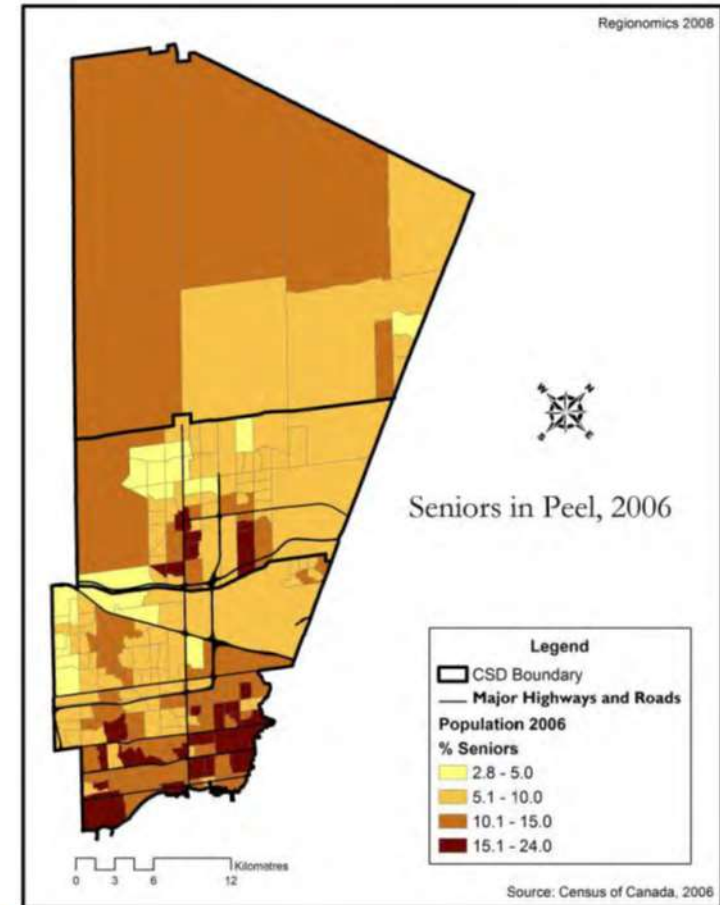 Regionomics 2008
N
E
S
W
Seniors in Peel, 2006
Legend
CSD Boundary
Major Highways and Roads
Population 2006
% Seniors
2.8 - 5.0
5.1 - 10.0
10.1 - 15.0
15.1 - 24.0
Kilometres
0 3 6 12
Source: Census of Canada, 2006